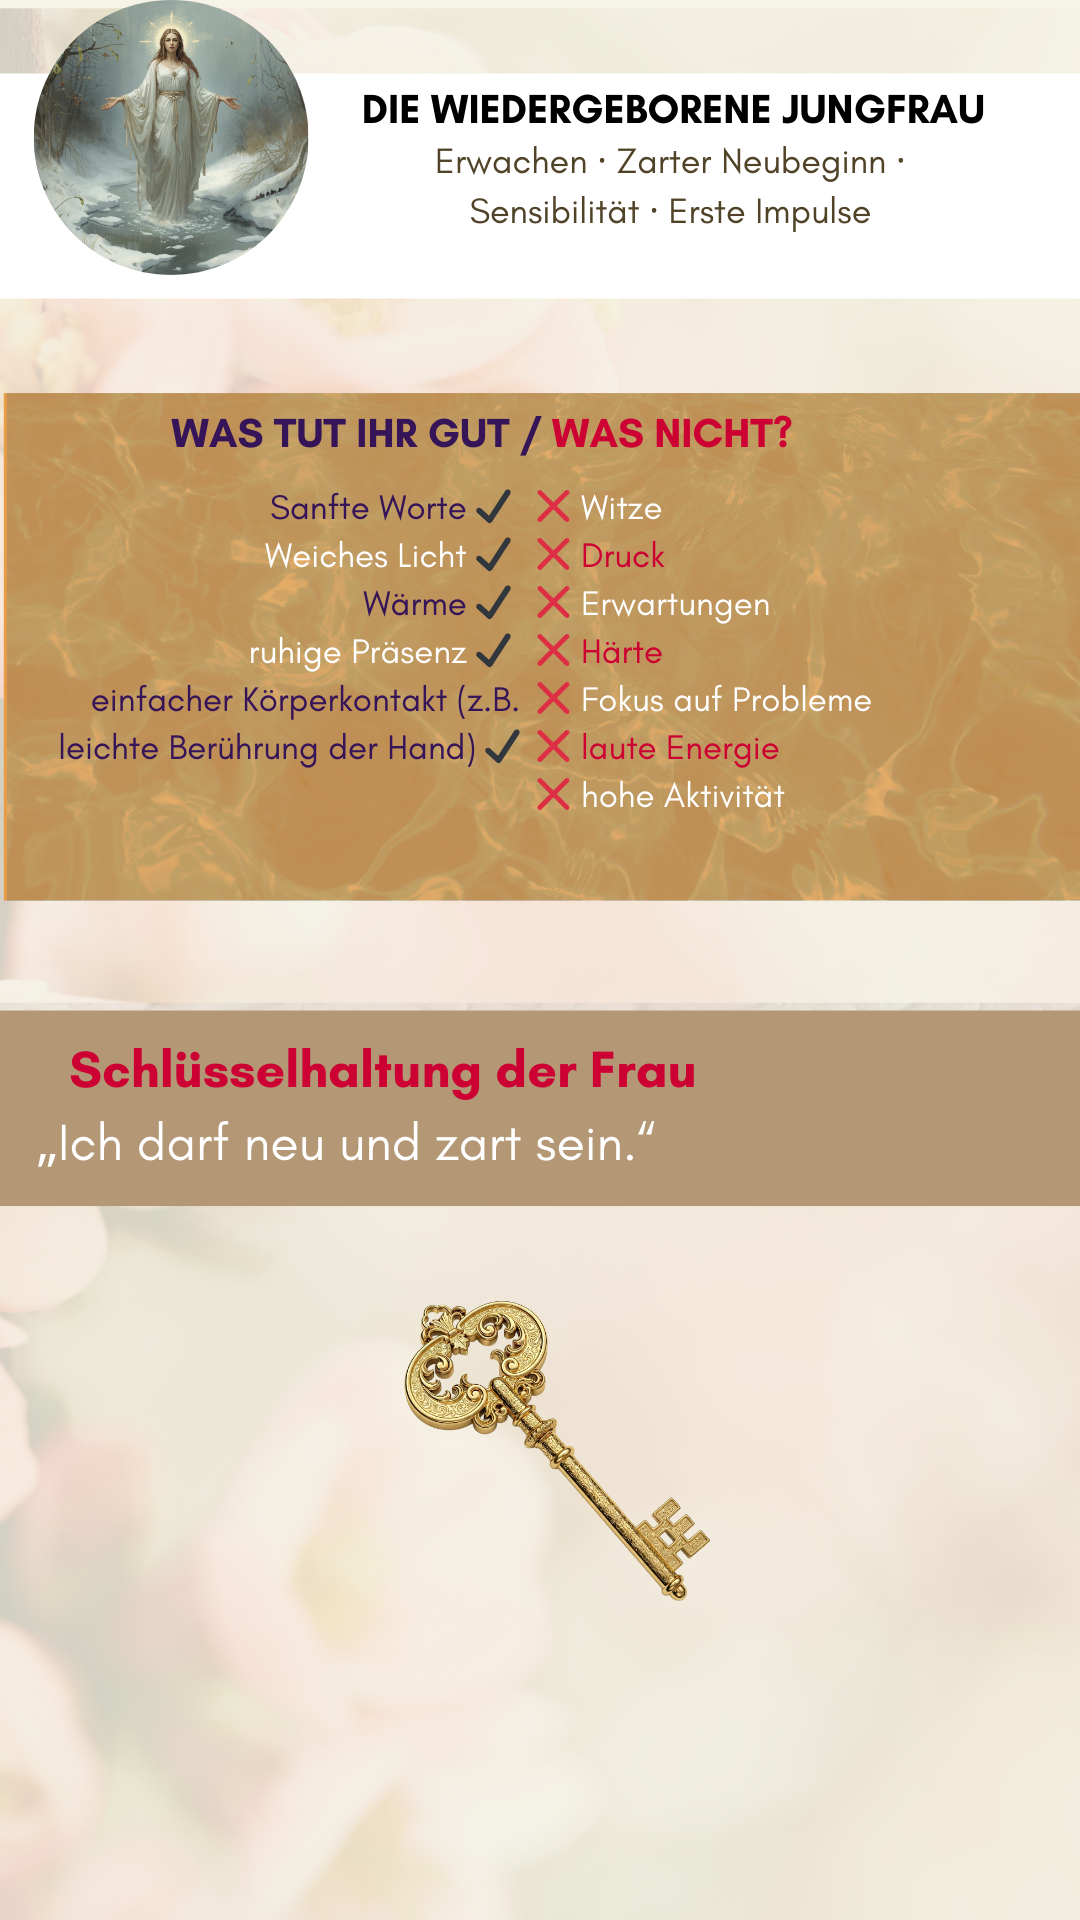 DIE WIEDERGEBORENE JUNGFRAU
Erwachen · Zarter Neubeginn ·
Sensibilität · Erste Impulse
WAS TUT IHR GUT / WAS NICHT?
Sanfte Worte ✔
Weiches Licht ✔
Wärme ✔
ruhige Präsenz ✔
einfacher Körperkontakt (z.B.
leichte Berührung der Hand) ✔
❌ Witze
❌ Druck
❌ Erwartungen
❌ Härte
❌ Fokus auf Probleme
❌ laute Energie
❌ hohe Aktivität
Schlüsselhaltung der Frau
„Ich darf neu und zart sein.“